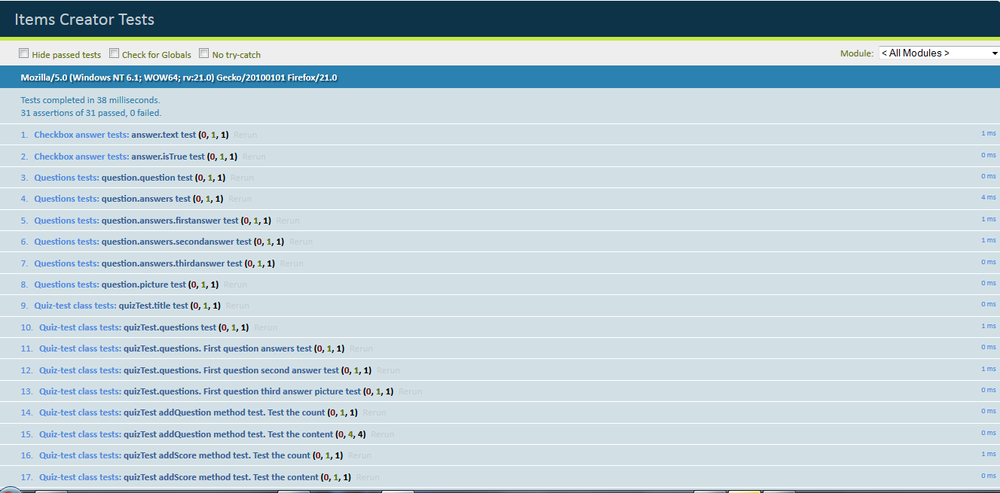 Items Creator Tests
Hide passed tests Check for Globals No try-catch Module: < All Modules >
Mozilla/5.0 (Windows NT 6.1; WOW64; rv:21.0) Gecko/20100101 Firefox/21.0
Tests completed in 38 milliseconds.
31 assertions of 31 passed, 0 failed.
1. Checkbox answer tests: answer.text test (0, 1, 1) Rerun 1 ms
2. Checkbox answer tests: answer.isTrue test (0, 1, 1) Rerun 0 ms
3. Questions tests: question.question test (0, 1, 1) Rerun 0 ms
4. Questions tests: question.answers test (0, 1, 1) Rerun 4 ms
5. Questions tests: question.answers.firstanswer test (0, 1, 1) Rerun 1 ms
6. Questions tests: question.answers.secondanswer test (0, 1, 1) Rerun 1 ms
7. Questions tests: question.answers.thirdanswer test (0, 1, 1) Rerun 0 ms
8. Questions tests: question.picture test (0, 1, 1) Rerun 0 ms
9. Quiz-test class tests: quizTest.title test (0, 1, 1) Rerun 0 ms
10. Quiz-test class tests: quizTest.questions test (0, 1, 1) Rerun 1 ms
11. Quiz-test class tests: quizTest.questions. First question answers test (0, 1, 1) Rerun 0 ms
12. Quiz-test class tests: quizTest.questions. First question second answer test (0, 1, 1) Rerun 1 ms
13. Quiz-test class tests: quizTest.questions. First question third answer picture test (0, 1, 1) Rerun 0 ms
14. Quiz-test class tests: quizTest addQuestion method test. Test the count (0, 1, 1) Rerun 0 ms
15. Quiz-test class tests: quizTest addQuestion method test. Test the content (0, 4, 4) Rerun 0 ms
16. Quiz-test class tests: quizTest addScore method test. Test the count (0, 1, 1) Rerun 1 ms
17. Quiz-test class tests: quizTest addScore method test. Test the content (0, 1, 1) Rerun 0 ms